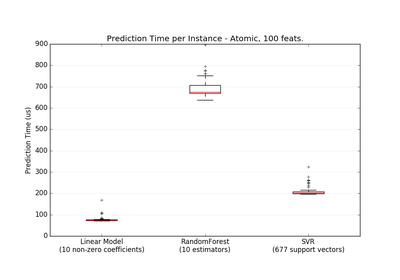 Prediction Time per Instance - Atomic, 100 feats.
900
800
700
600
500
400
300
200
100
0
Prediction Time (us)
Linear Model
(10 non-zero coefficients)
RandomForest
(10 estimators)
SVR
(677 support vectors)